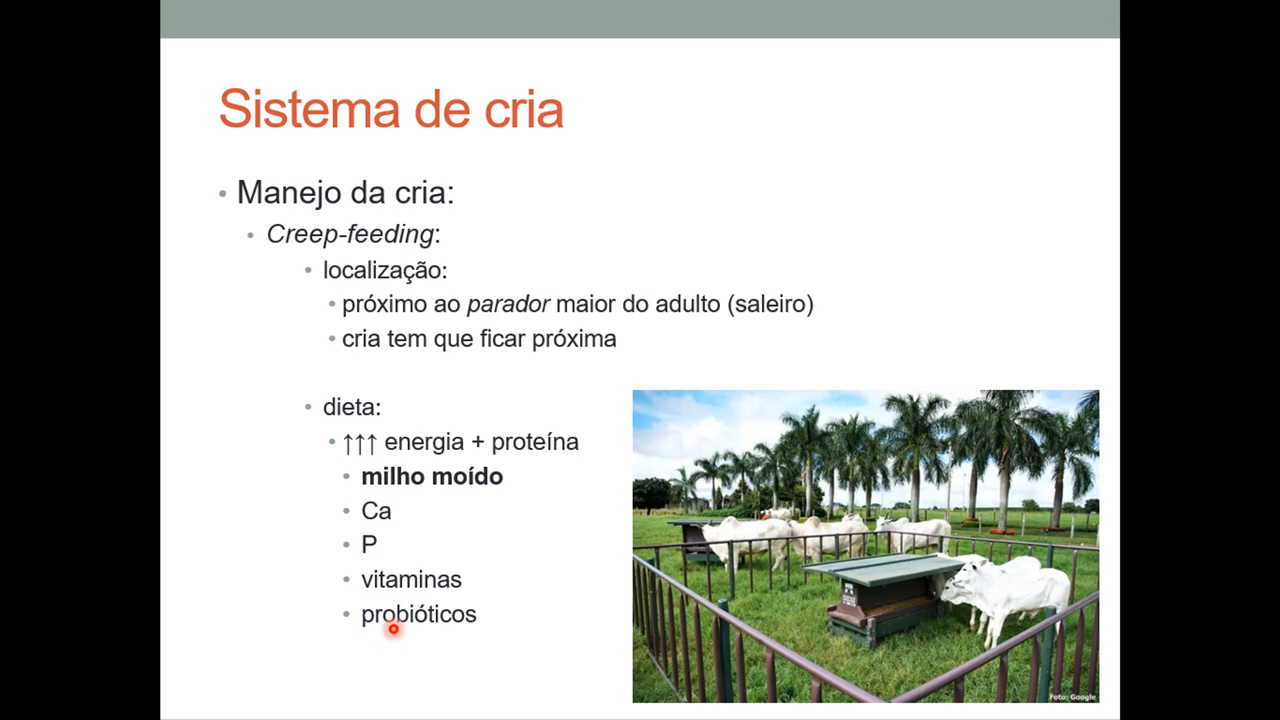 Sistema de cria
• Manejo da cria:
• Creep-feeding:
• localização:
• próximo ao parador maior do adulto (saleiro)
• cria tem que ficar próxima
• dieta:
• ↑↑↑ energia + proteína
• milho moído
• Ca
• P
• vitaminas
• probióticos
Foto: Google